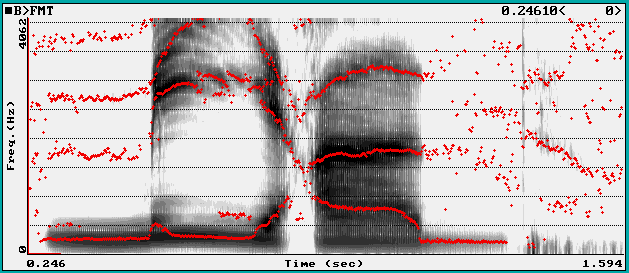 B>FMT 0.24610< 0>
4062
Freq.(Hz)
0
0.246 Time (sec) 1.594